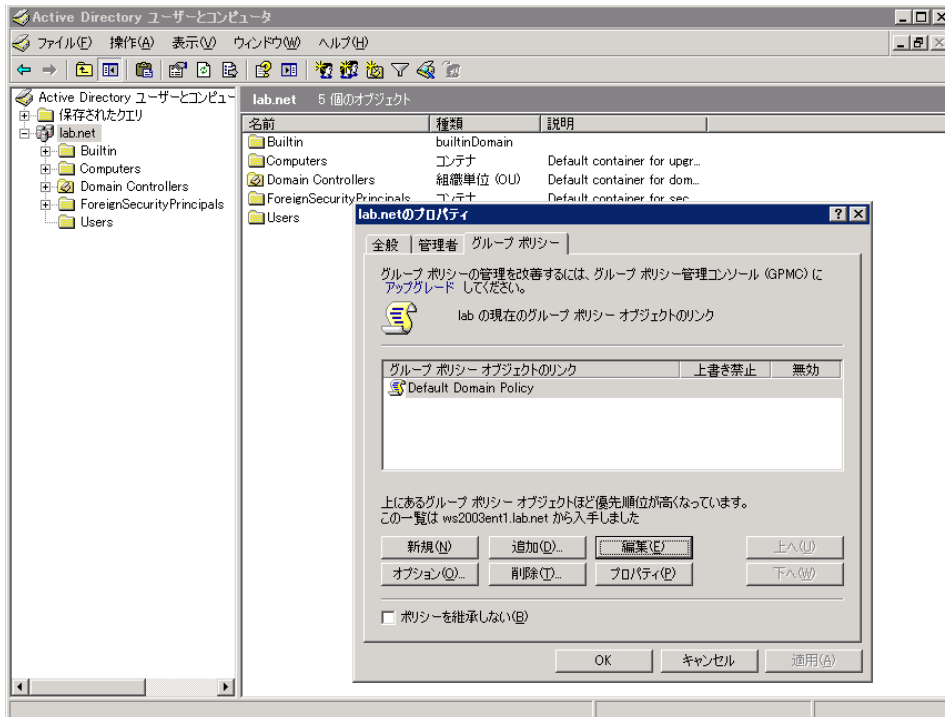 Active Directory ユーザーとコンピュータ
ファイル(F) 操作(A) 表示(V) ウィンドウ(W) ヘルプ(H)
Active Directory ユーザーとコンピュー
保存されたクエリ
lab.net
Builtin
Computers
Domain Controllers
ForeignSecurityPrincipals
Users
lab.net 5 個のオブジェクト
名前 種類 説明
Builtin builtinDomain
Computers コンテナ Default container for upgr...
Domain Controllers 組織単位 (OU) Default container for dom...
ForeignSecurityPrincipals コンテナ Default container for sec
Users
lab.netのプロパティ
全般 管理者 グループ ポリシー
グループ ポリシーの管理を改善するには、グループ ポリシー管理コンソール (GPMC) に
アップグレード してください。
lab の現在のグループ ポリシー オブジェクトのリンク
グループ ポリシー オブジェクトのリンク 上書き禁止 無効
Default Domain Policy
上にあるグループ ポリシー オブジェクトほど優先順位が高くなっています。
この一覧は ws2003ent1.lab.net から入手しました
新規(N) 追加(D)... 編集(E) 上へ(U)
オプション(O)... 削除(T)... プロパティ(P) 下へ(W)
ポリシーを継承しない(B)
OK キャンセル 適用(A)